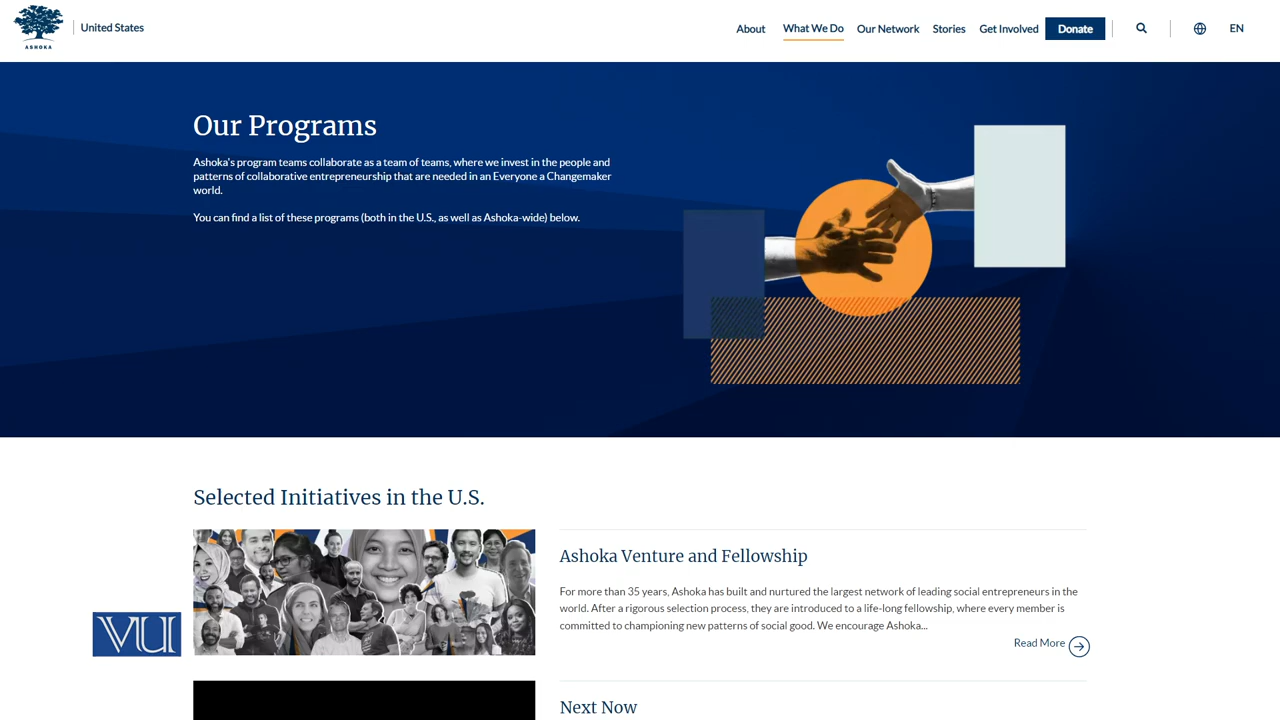 ASHOKA
United States
About
What We Do
Our Network
Stories
Get Involved
Donate
EN
Our Programs
Ashoka's program teams collaborate as a team of teams, where we invest in the people and
patterns of collaborative entrepreneurship that are needed in an Everyone a Changemaker
world.
You can find a list of these programs (both in the U.S., as well as Ashoka-wide) below.
Selected Initiatives in the U.S.
Ashoka Venture and Fellowship
For more than 35 years, Ashoka has built and nurtured the largest network of leading social entrepreneurs in the
world. After a rigorous selection process, they are introduced to a life-long fellowship, where every member is
committed to championing new patterns of social good. We encourage Ashoka...
Read More
VU
Next Now